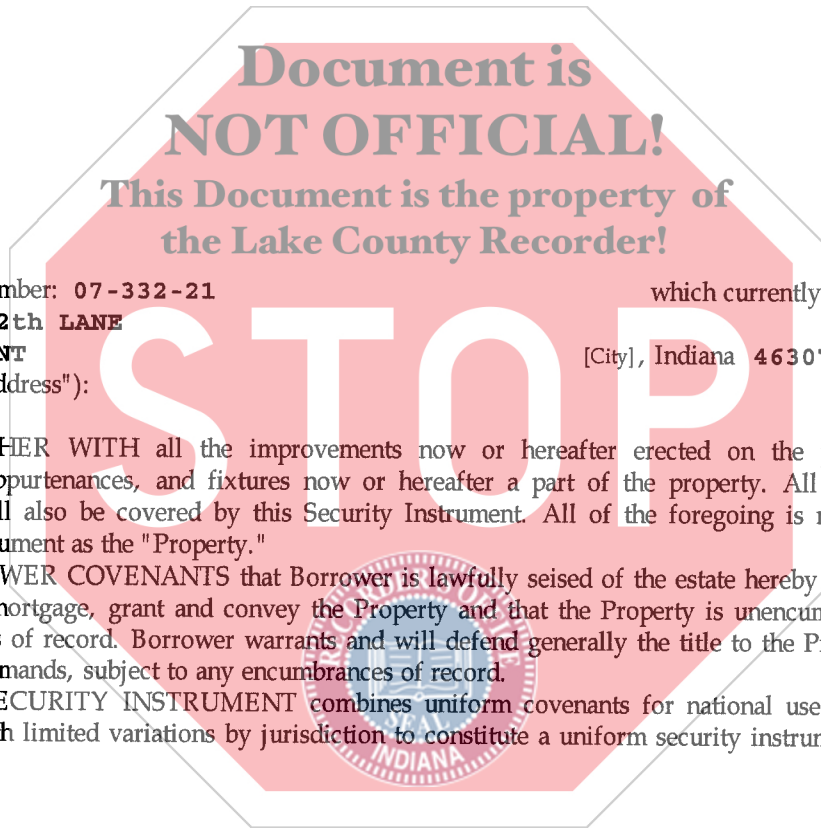 Document is
NOT OFFICIAL!
This Document is the property of
the Lake County Recorder!
mber: 07-332-21 which currently
2th LANE
NT [City], Indiana 46307
ddress"):
STOP
HER WITH all the improvements now or hereafter erected on the
ppurtenances, and fixtures now or hereafter a part of the property. All
ll also be covered by this Security Instrument. All of the foregoing is r
ument as the "Property."
WER COVENANTS that Borrower is lawfully seised of the estate hereby
nortgage, grant and convey the Property and that the Property is unencum
s of record. Borrower warrants and will defend generally the title to the P
mands, subject to any encumbrances of record.
ECURITY INSTRUMENT combines uniform covenants for national use
h limited variations by jurisdiction to constitute a uniform security instrum
SEAL
INDIANA